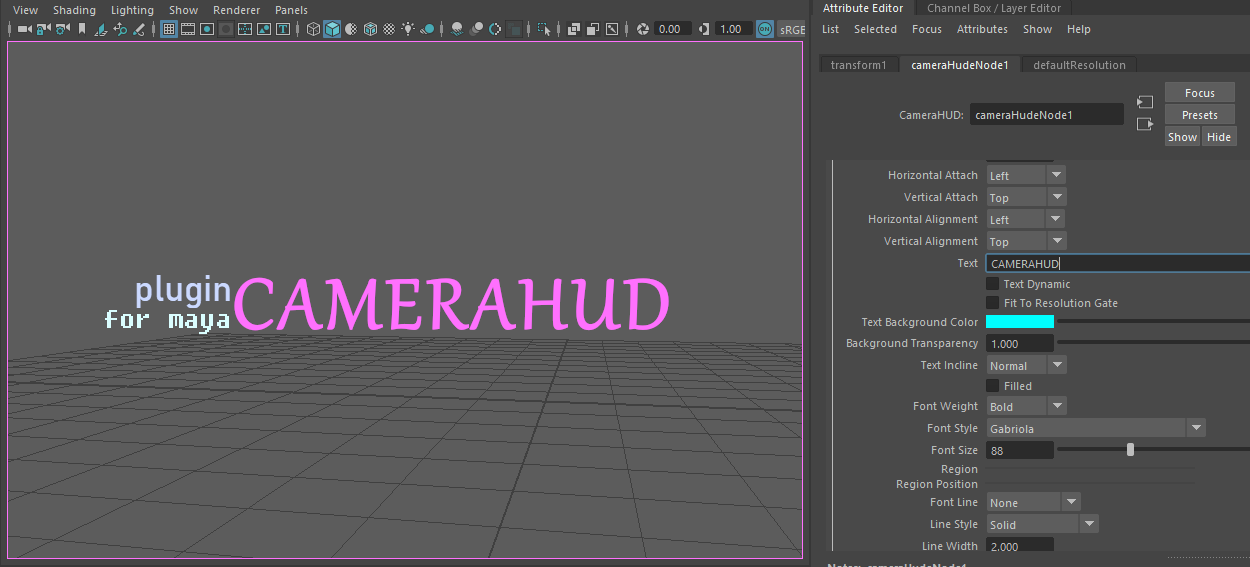 View Shading Lighting Show Renderer Panels
0.00 1.00 ON sRGE
plugin
for maya
CAMERAHUD
Attribute Editor Channel Box / Layer Editor
List Selected Focus Attributes Show Help
transform1 cameraHudeNode1 defaultResolution
CameraHUD: cameraHudeNode1
Focus
Presets
Show Hide
Horizontal Attach Left
Vertical Attach Top
Horizontal Alignment Left
Vertical Alignment Top
Text CAMERAHUD
Text Dynamic
Fit To Resolution Gate
Text Background Color
Background Transparency 1.000
Text Incline Normal
Filled
Font Weight Bold
Font Style Gabriola
Font Size 88
Region
Region Position
Font Line None
Line Style Solid
Line Width 2.000